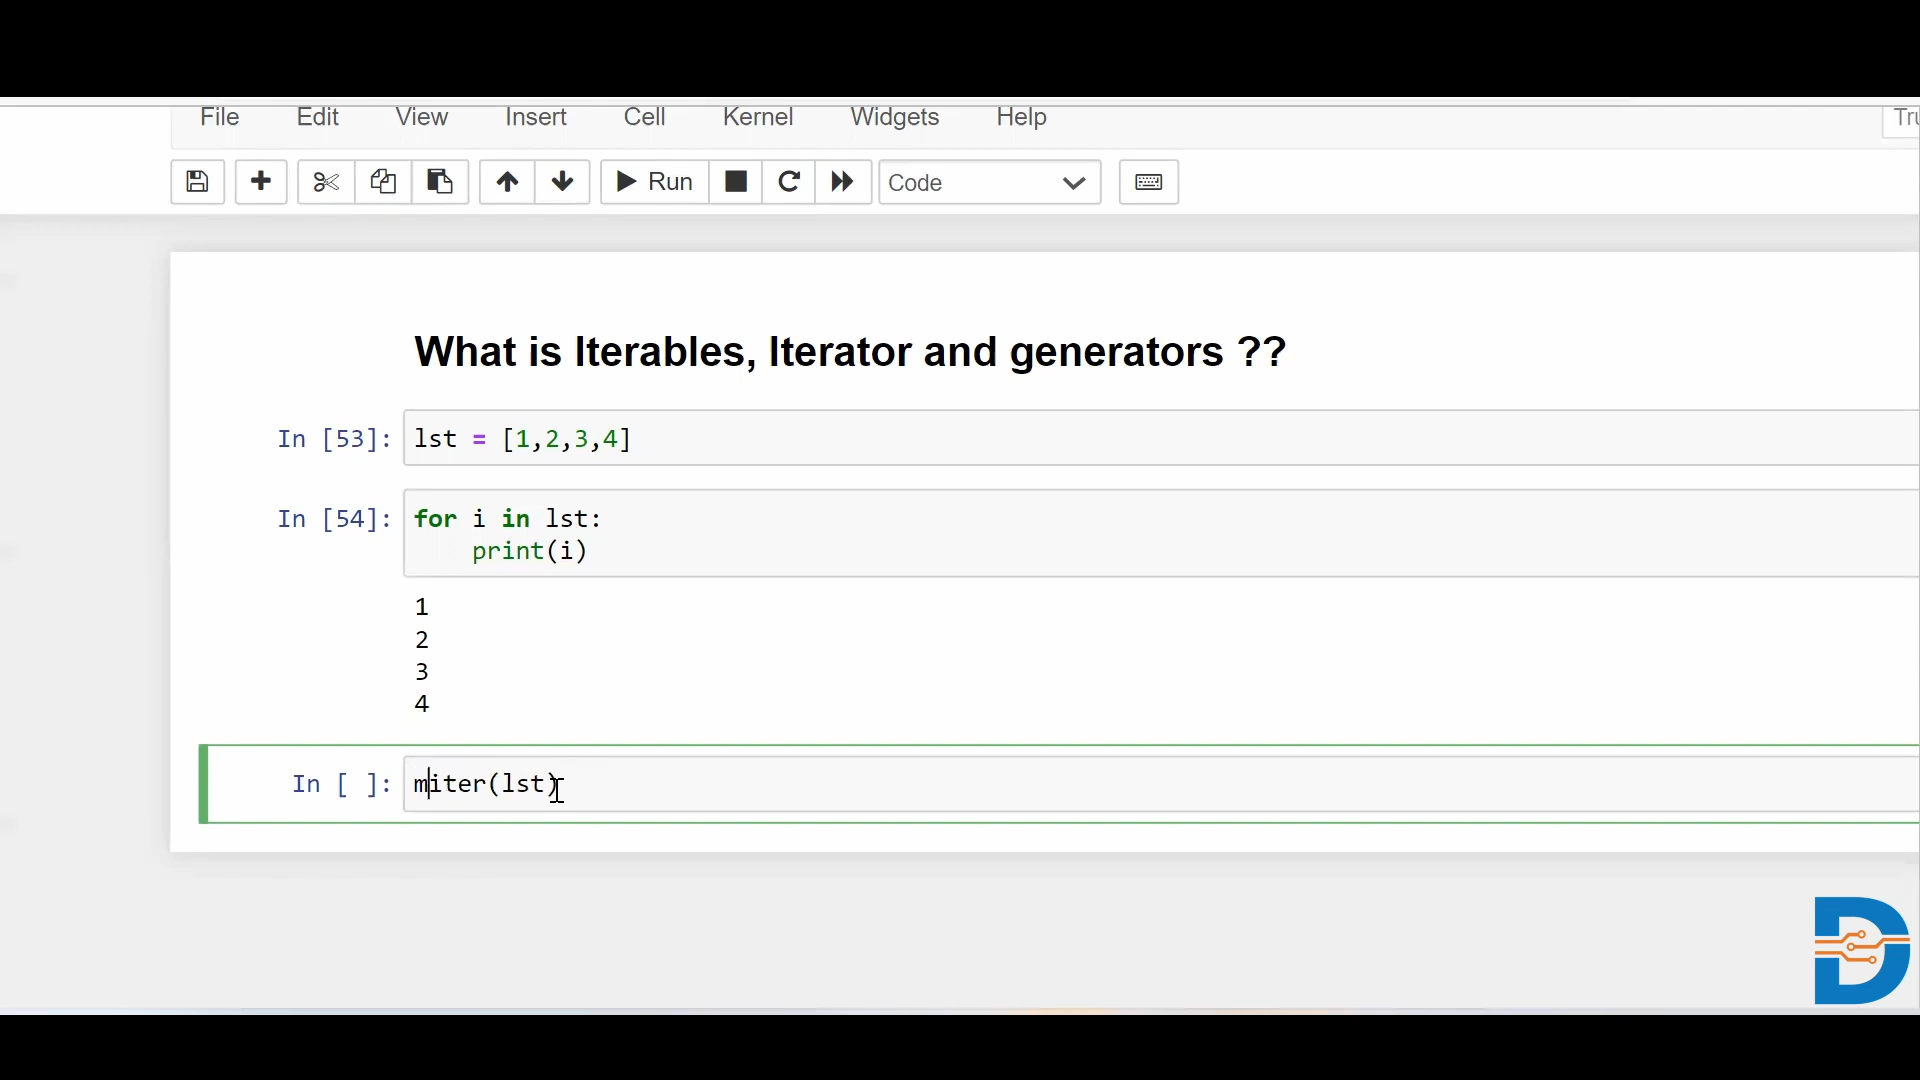 File Edit View Insert Cell Kernel Widgets Help Tru
Run Code
What is Iterables, Iterator and generators ??
In [53]: lst = [1,2,3,4]
In [54]: for i in lst:
print(i)
1
2
3
4
In [ ]: miter(lst)
D